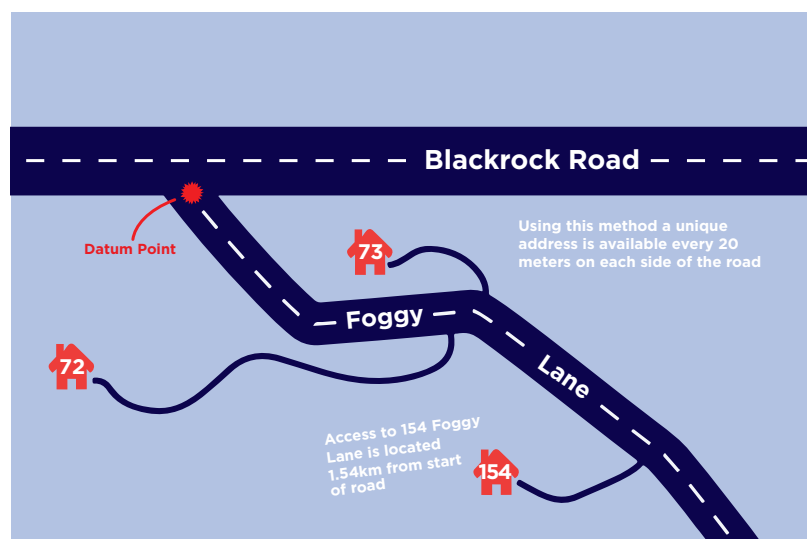 Blackrock Road
Datum Point
Using this method a unique
address is available every 20
meters on each side of the road
73
Foggy
72
Lane
Access to 154 Foggy
Lane is located
1.54km from start
of road
154